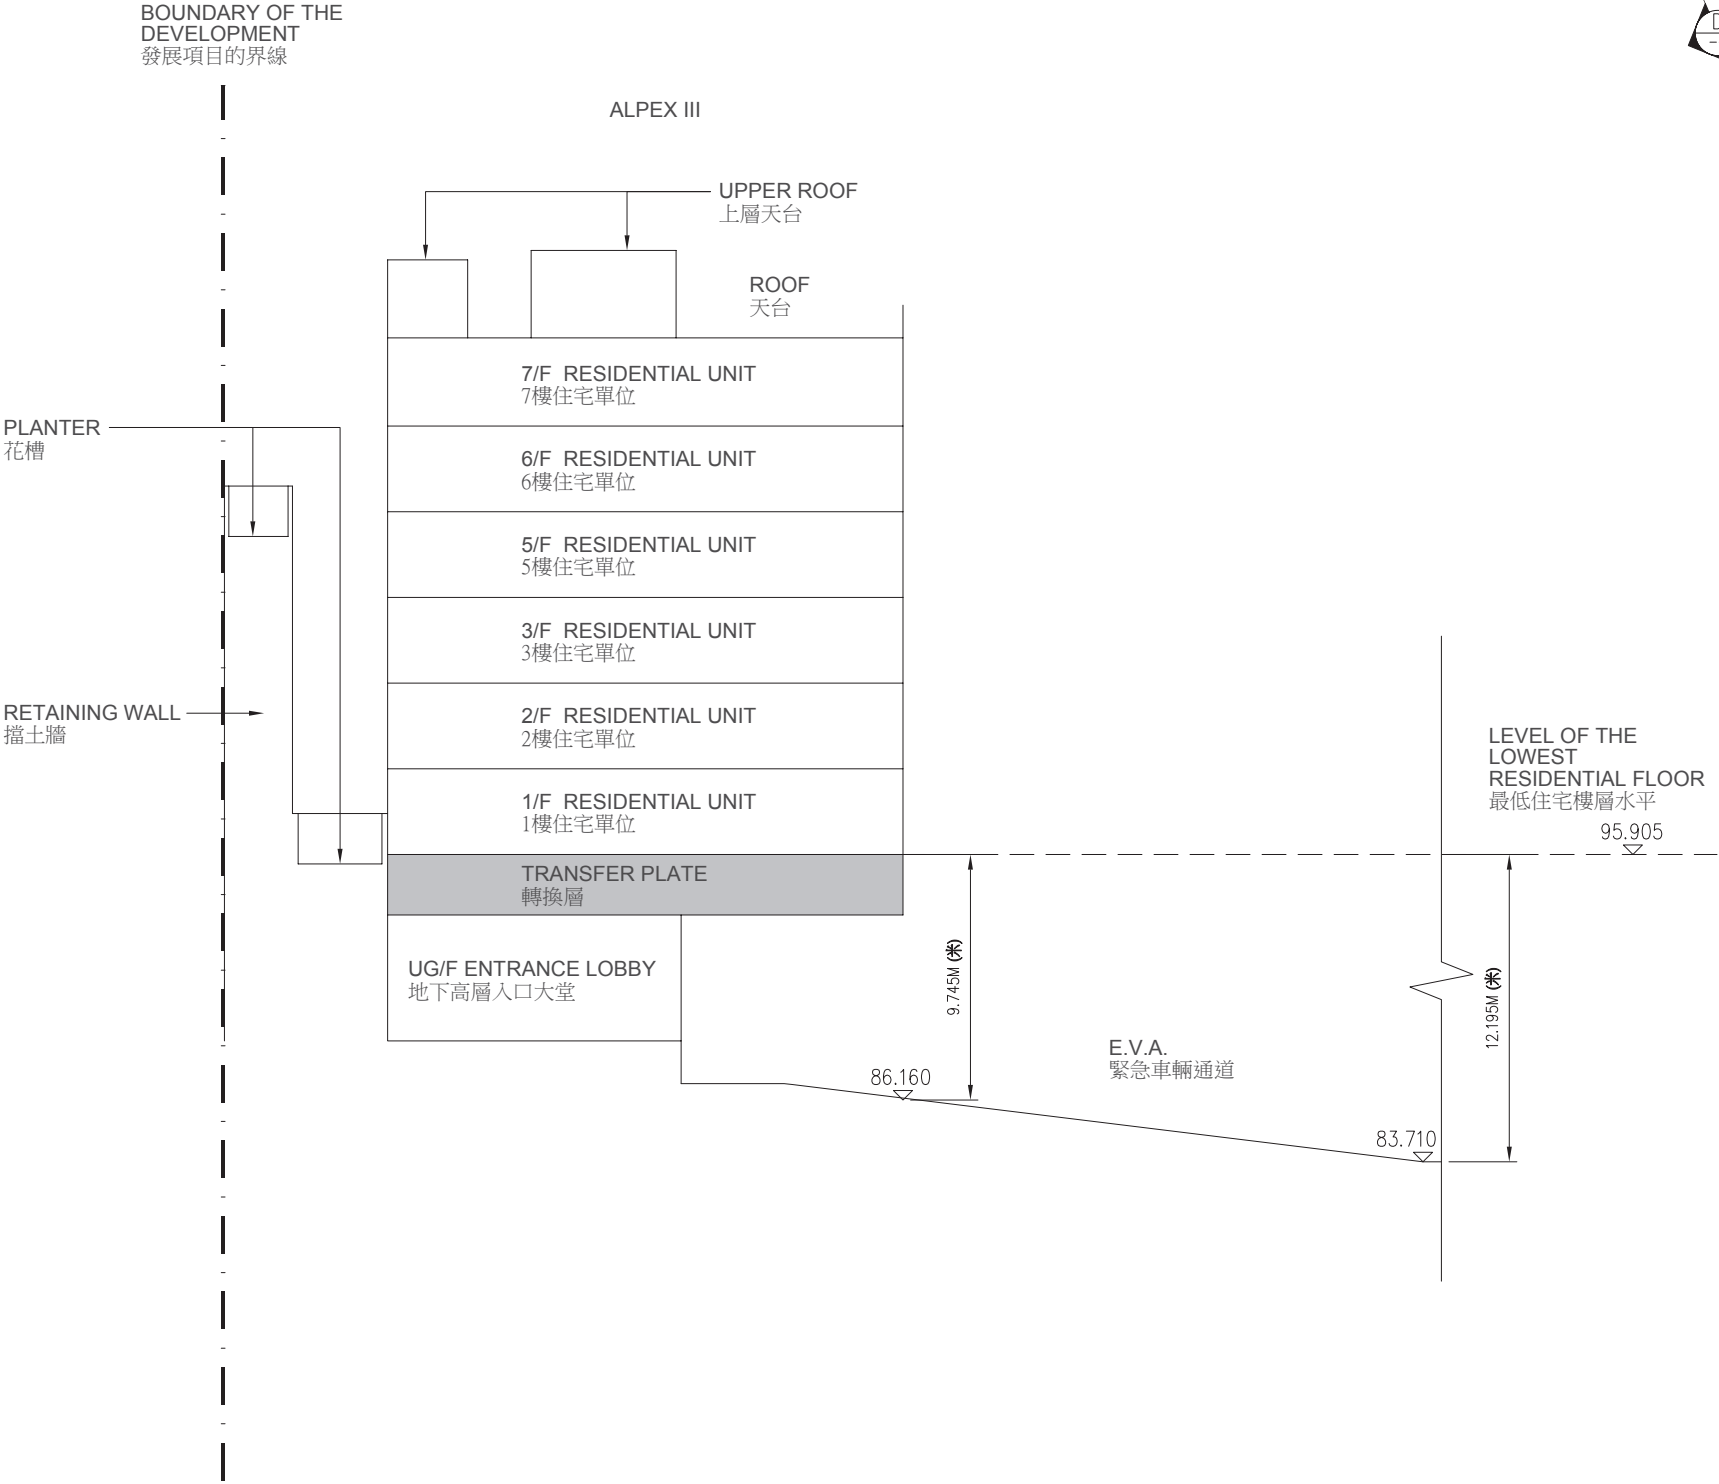 BOUNDARY OF THE
DEVELOPMENT
發展項目的界線
ALPEX III
UPPER ROOF
上層天台
ROOF
天台
7/F RESIDENTIAL UNIT
7樓住宅單位
PLANTER
花槽
6/F RESIDENTIAL UNIT
6樓住宅單位
5/F RESIDENTIAL UNIT
5樓住宅單位
3/F RESIDENTIAL UNIT
3樓住宅單位
RETAINING WALL
擋土牆
2/F RESIDENTIAL UNIT
2樓住宅單位
LEVEL OF THE
LOWEST
RESIDENTIAL FLOOR
最低住宅樓層水平
95.905
1/F RESIDENTIAL UNIT
1樓住宅單位
TRANSFER PLATE
轉換層
UG/F ENTRANCE LOBBY
地下高層入口大堂
9.745M (米)
12.195M (米)
E.V.A.
緊急車輛通道
86.160
83.710